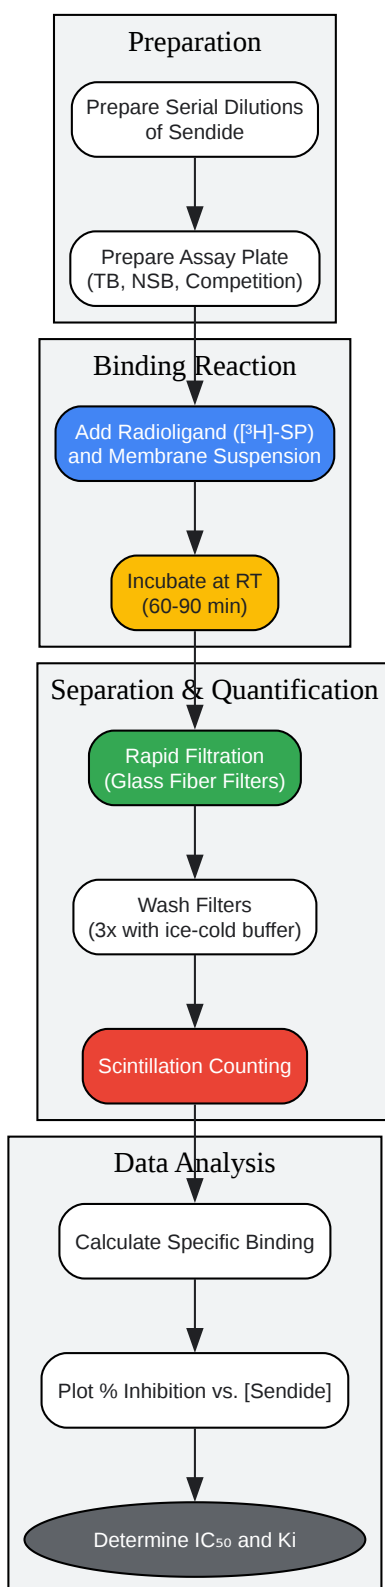 Preparation
Prepare Serial Dilutions
of Sendide
Prepare Assay Plate
(TB, NSB, Competition)
Binding Reaction
Add Radioligand ([³H]-SP)
and Membrane Suspension
Incubate at RT
(60-90 min)
Separation & Quantification
Rapid Filtration
(Glass Fiber Filters)
Wash Filters
(3x with ice-cold buffer)
Scintillation Counting
Data Analysis
Calculate Specific Binding
Plot % Inhibition vs. [Sendide]
Determine IC₅₀ and Ki